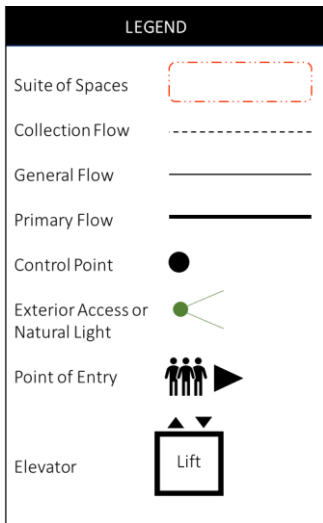 LEGEND
Suite of Spaces
Collection Flow
General Flow
Primary Flow
Control Point
Exterior Access or
Natural Light
Point of Entry
Elevator
Lift